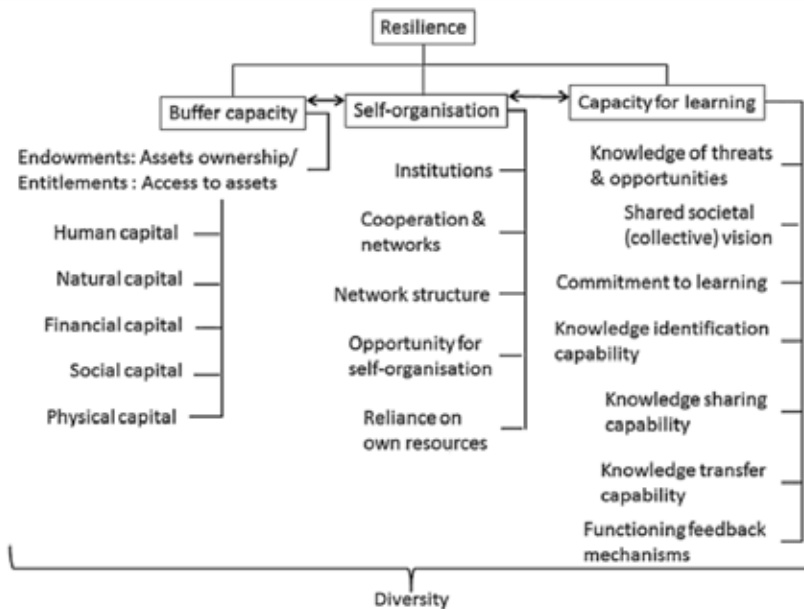 Resilience
Buffer capacity
Self-organisation
Capacity for learning
Endowments: Assets ownership/
Entitlements : Access to assets
Human capital
Natural capital
Financial capital
Social capital
Physical capital
Institutions
Cooperation &
networks
Network structure
Opportunity for
self-organisation
Reliance on
own resources
Knowledge of threats
& opportunities
Shared societal
(collective) vision
Commitment to learning
Knowledge identification
capability
Knowledge sharing
capability
Knowledge transfer
capability
Functioning feedback
mechanisms
Diversity